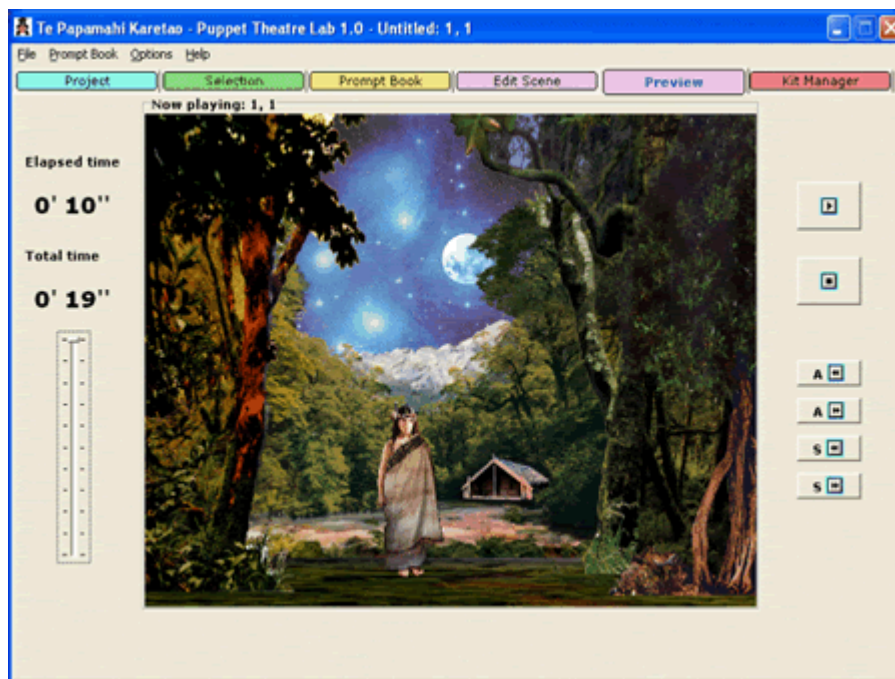 Te Papamahi Karetao - Puppet Theatre Lab 1.0 - Untitled: 1, 1
File Prompt Book Options Help
Project Selection Prompt Book Edit Scene Preview Kit Manager
Now playing: 1, 1
Elapsed time
0' 10"
Total time
0' 19"
A
A
S
S